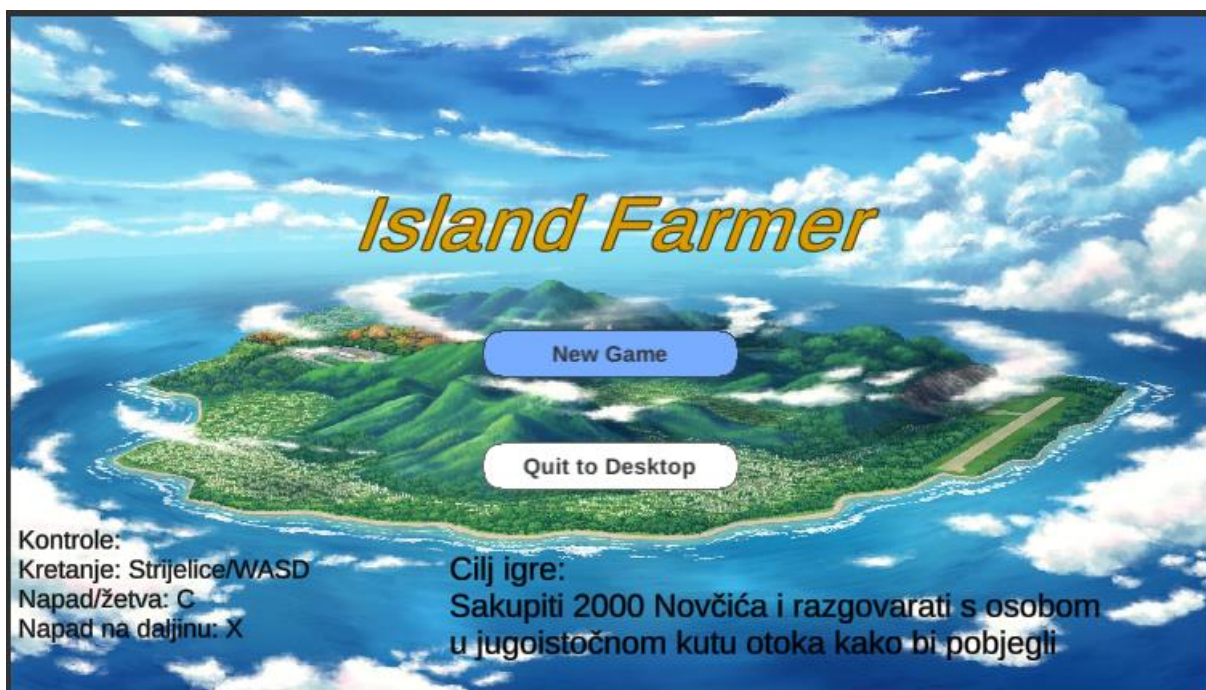 Island Farmer
New Game
Quit to Desktop
Kontrole:
Kretanje: Strijelice/WASD
Napad/žetva: C
Napad na daljinu: X
Cilj igre:
Sakupiti 2000 Novčića i razgovarati s osobom
u jugoistočnom kutu otoka kako bi pobjegli